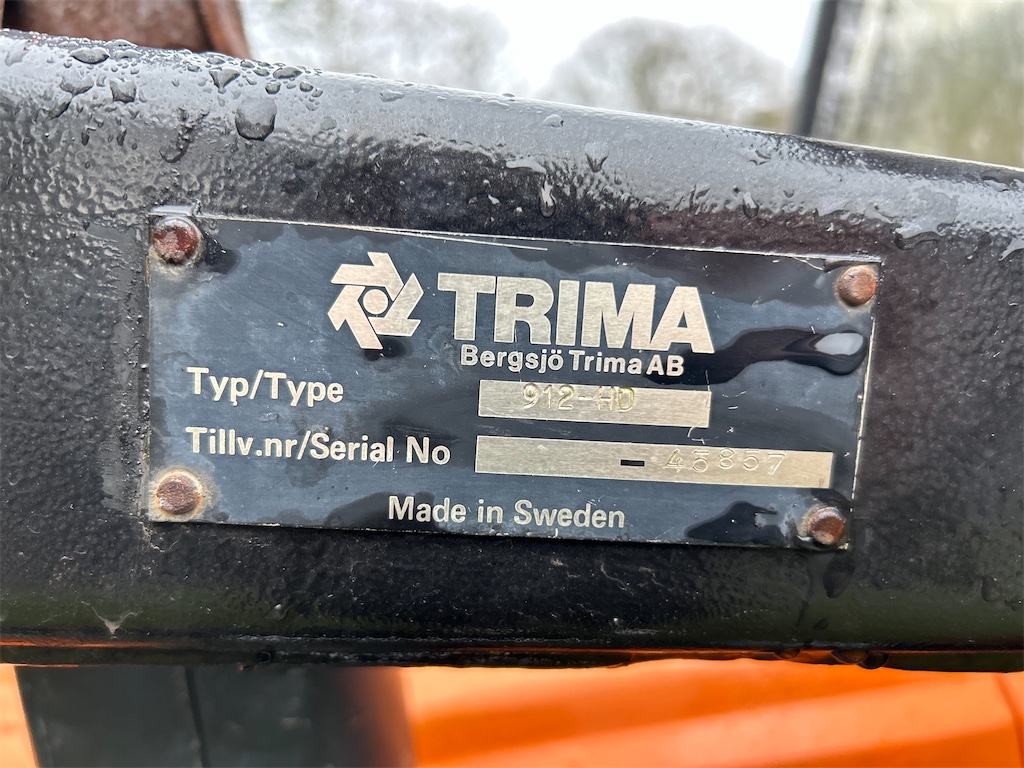 TRIMA
Bergsjö Trima AB
Typ/Type 912-HD
Tillv.nr/Serial No - 45857
Made in Sweden